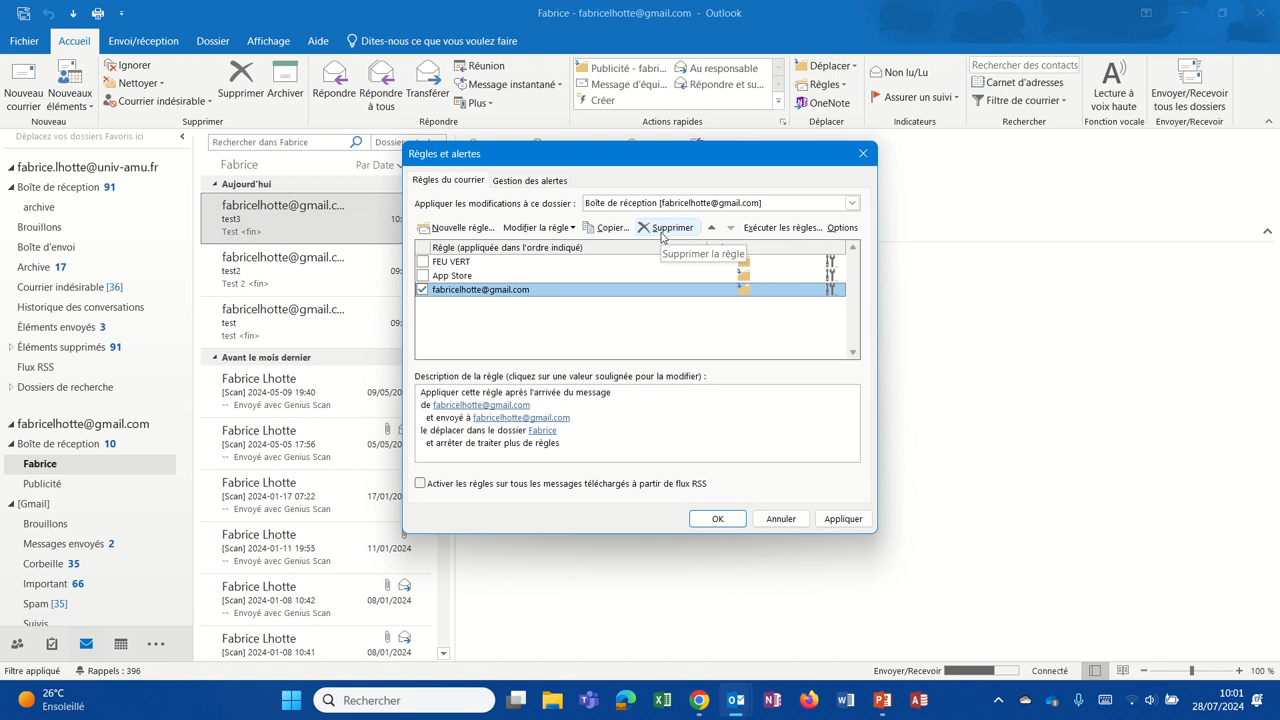 Fabrice - fabricelhotte@gmail.com - Outlook
Fichier Accueil Envoi/réception Dossier Affichage Aide Dites-nous ce que vous voulez faire
Nouveau courrier
Nouveaux éléments
Nouveau
Ignorer
Nettoyer
Courrier indésirable
Supprimer
Archiver
Supprimer
Répondre
Répondre à tous
Transférer
Réunion
Message instantané
Plus
Répondre
Publicité - fabri...
Message d'équi...
Créer
Au responsable
Répondre et su...
Actions rapides
Déplacer
Règles
OneNote
Déplacer
Non lu/Lu
Assurer un suivi
Indicateurs
Rechercher des contacts
Carnet d'adresses
Filtrer le courrier
Rechercher
Lecture à voix haute
Fonction vocale
Envoyer/Recevoir tous les dossiers
Envoyer/Recevoir
Déplacez vos dossiers Favoris ici
fabrice.lhotte@univ-amu.fr
Boîte de réception 91
archive
Brouillons
Boîte d'envoi
Archive 17
Courrier indésirable [36]
Historique des conversations
Éléments envoyés 3
Éléments supprimés 91
Flux RSS
Dossiers de recherche
fabricelhotte@gmail.com
Boîte de réception 10
Fabrice
Publicité
[Gmail]
Brouillons
Messages envoyés 2
Corbeille 35
Important 66
Spam [35]
Suivis
Rechercher dans Fabrice
Fabrice Par Date
Aujourd'hui
fabricelhotte@gmail.c...
test3 10:
Test <fin>
fabricelhotte@gmail.c...
test2 09:
Test 2 <fin>
fabricelhotte@gmail.c...
test 09:
Test <fin>
Avant le mois dernier
Fabrice Lhotte
[Scan] 2024-05-09 19:40 09/05/
-- Envoyé avec Genius Scan
Fabrice Lhotte
[Scan] 2024-05-05 17:56 05/05/
-- Envoyé avec Genius Scan
Fabrice Lhotte
[Scan] 2024-01-17 07:22 17/01/
-- Envoyé avec Genius Scan
Fabrice Lhotte
[Scan] 2024-01-11 19:55 11/01/2024
-- Envoyé avec Genius Scan
Fabrice Lhotte
[Scan] 2024-01-08 10:42 08/01/2024
-- Envoyé avec Genius Scan
Fabrice Lhotte
[Scan] 2024-01-08 10:41 08/01/2024
Règles et alertes
Règles du courrier Gestion des alertes
Appliquer les modifications à ce dossier : Boîte de réception [fabricelhotte@gmail.com]
Nouvelle règle... Modifier la règle Copier... Supprimer Exécuter les règles... Options
Règle (appliquée dans l'ordre indiqué)
Supprimer la règle
FEU VERT
App Store
fabricelhotte@gmail.com
Description de la règle (cliquez sur une valeur soulignée pour la modifier) :
Appliquer cette règle après l'arrivée du message
de fabricelhotte@gmail.com
et envoyé à fabricelhotte@gmail.com
le déplacer dans le dossier Fabrice
et arrêter de traiter plus de règles
Activer les règles sur tous les messages téléchargés à partir de flux RSS
OK Annuler Appliquer
Filtre appliqué Rappels : 396 Envoyer/Recevoir Connecté 100 %
26°C
Ensoleillé
Rechercher
10:01
28/07/2024